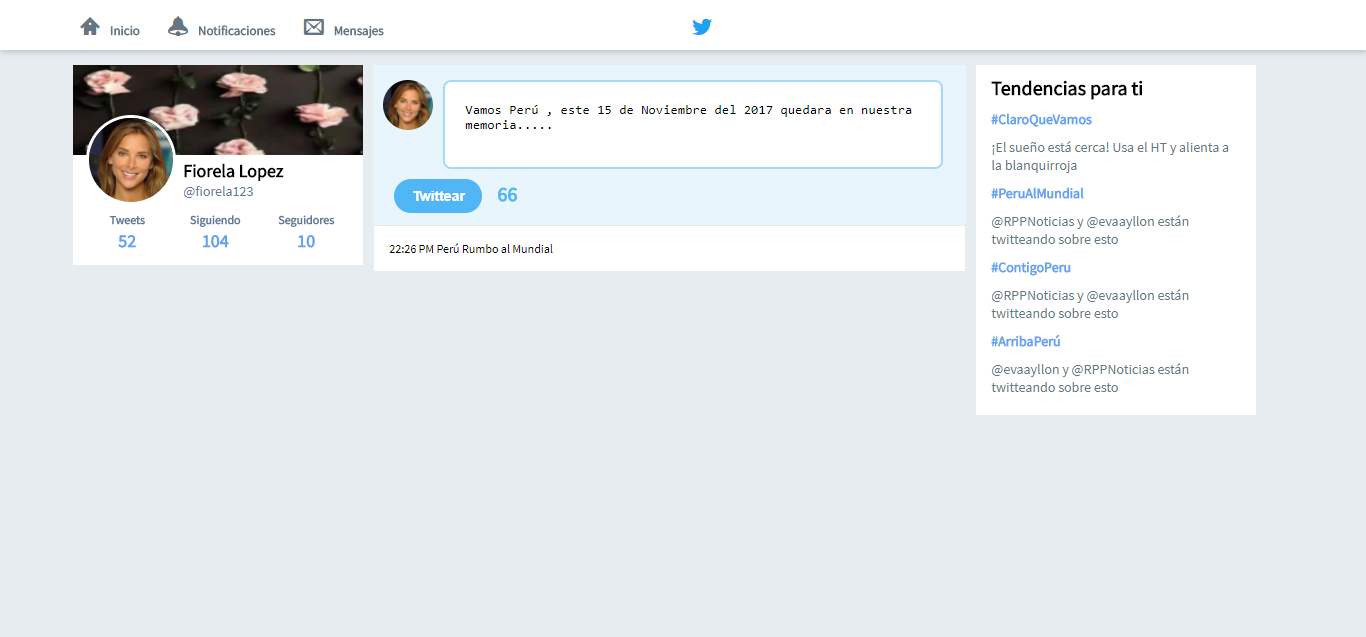 Inicio Notificaciones Mensajes
Fiorela Lopez
@fiorela123
Tweets Siguiendo Seguidores
52 104 10
Vamos Perú , este 15 de Noviembre del 2017 quedara en nuestra
memoria.....
Twittear 66
22:26 PM Perú Rumbo al Mundial
Tendencias para ti
#ClaroQueVamos
¡El sueño está cerca! Usa el HT y alienta a
la blanquirroja
#PeruAlMundial
@RPPNoticias y @evaayllon están
twitteando sobre esto
#ContigoPeru
@RPPNoticias y @evaayllon están
twitteando sobre esto
#ArribaPerú
@evaayllon y @RPPNoticias están
twitteando sobre esto